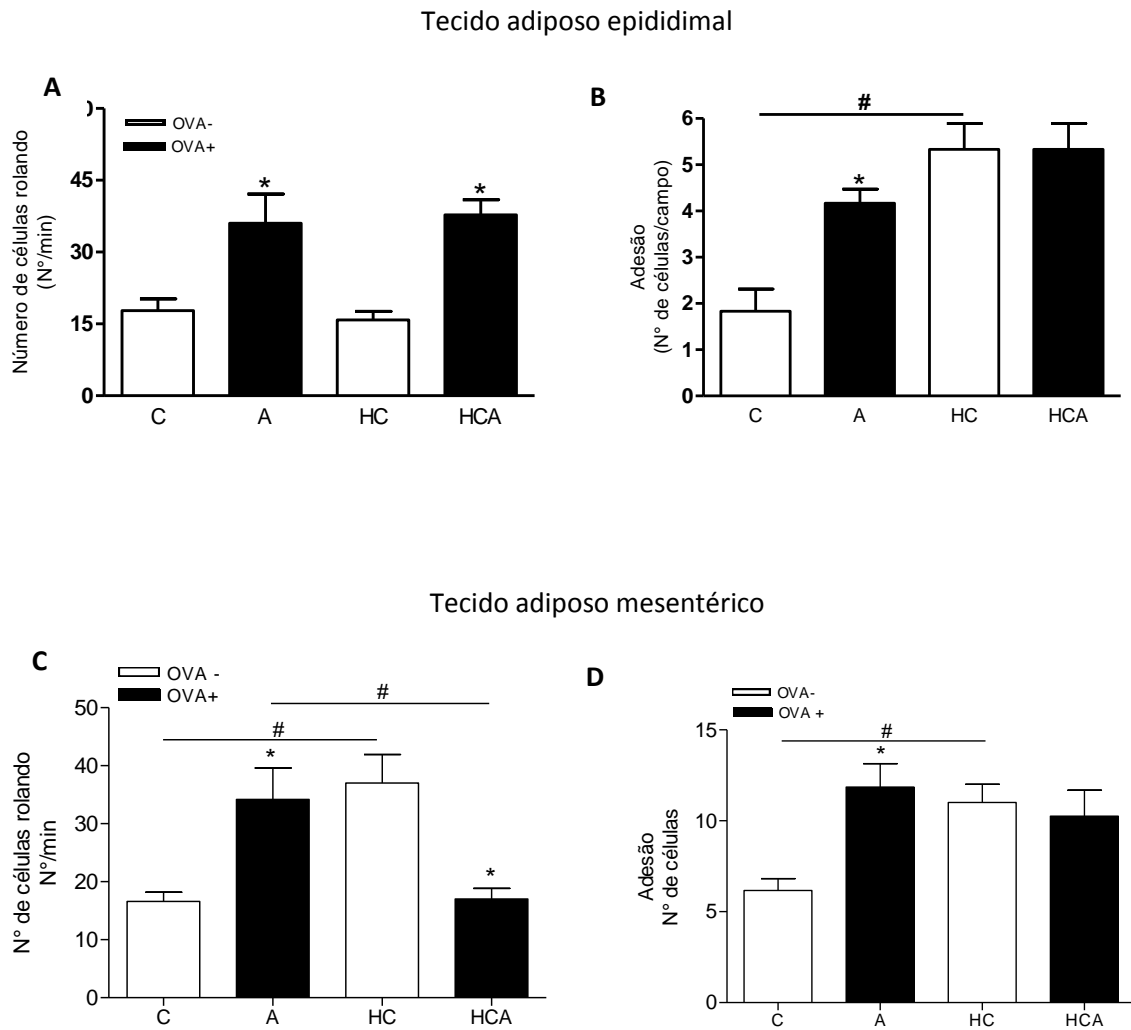 Tecido adiposo epididimal
A
OVA-
OVA+
Número de células rolando
(N°/min)
45
30
15
0
*
*
C
A
HC
HCA
B
#
Adesão
(N° de células/campo)
6
5
4
3
2
1
0
*
C
A
HC
HCA
Tecido adiposo mesentérico
C
OVA -
OVA+
N° de células rolando
N°/min
50
40
30
20
10
0
#
#
*
*
C
A
HC
HCA
D
OVA-
OVA +
Adesão
N° de células
15
10
5
0
#
*
C
A
HC
HCA